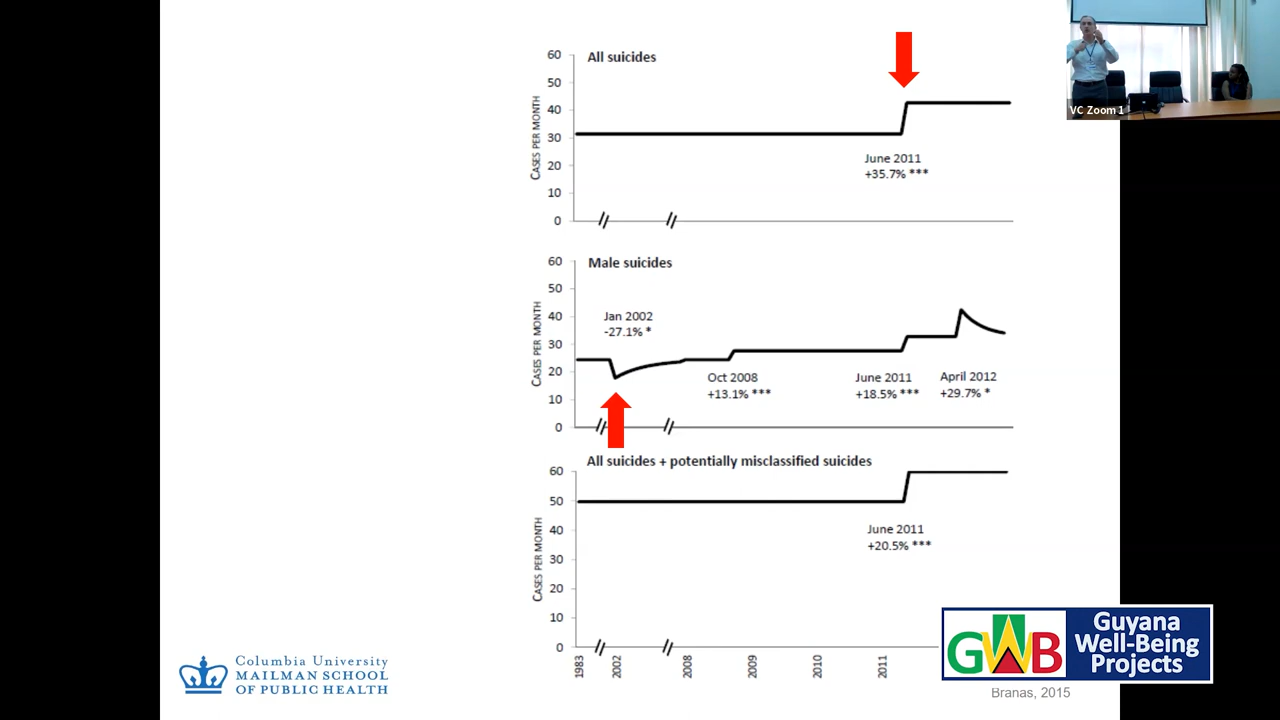 VC Zoom 1
All suicides
CASES PER MONTH
60
50
40
30
20
10
0
June 2011
+35.7% ***
Male suicides
CASES PER MONTH
60
50
40
30
20
10
0
Jan 2002
-27.1% *
Oct 2008
+13.1% ***
June 2011
+18.5% ***
April 2012
+29.7% *
All suicides + potentially misclassified suicides
CASES PER MONTH
60
50
40
30
20
10
0
June 2011
+20.5% ***
1983
2002
2008
2009
2010
2011
Columbia University
MAILMAN SCHOOL
OF PUBLIC HEALTH
GWB
Guyana
Well-Being
Projects
Branas, 2015